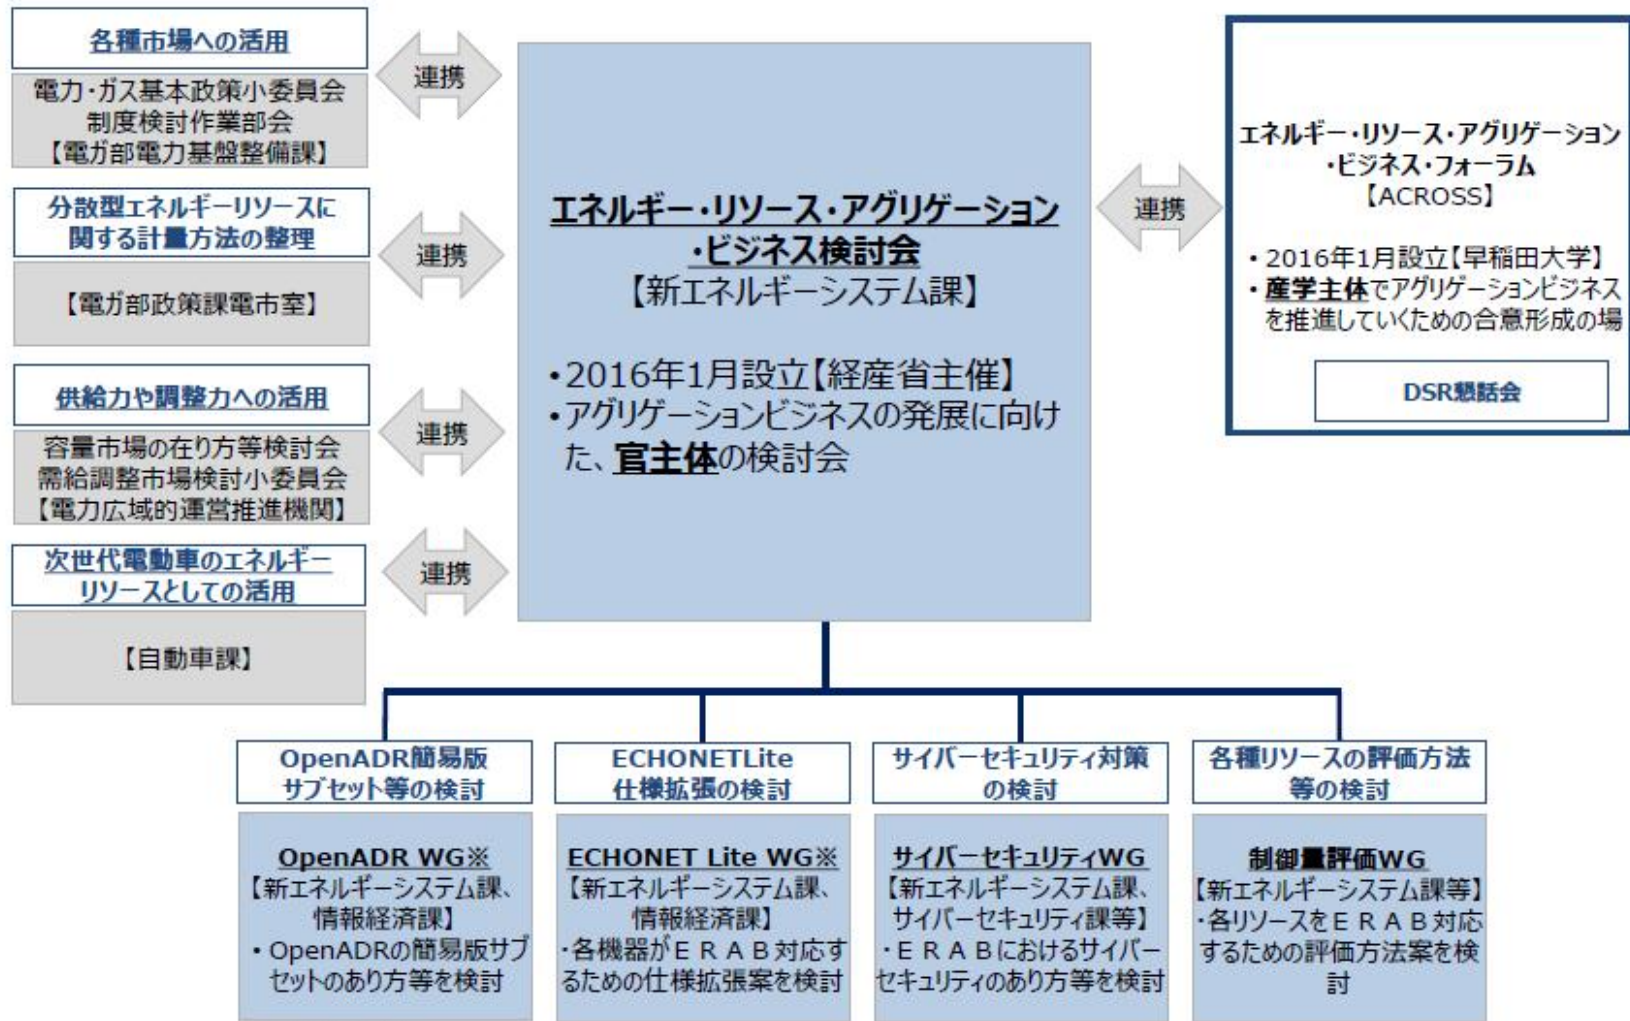 各種市場への活用
電力・ガス基本政策小委員会
制度検討作業部会
【電ガ部電力基盤整備課】
連携
分散型エネルギーリソースに
関する計量方法の整理
【電ガ部政策課電市室】
連携
供給力や調整力への活用
容量市場の在り方等検討会
需給調整市場検討小委員会
【電力広域的運営推進機関】
連携
次世代電動車のエネルギー
リソースとしての活用
【自動車課】
連携
エネルギー・リソース・アグリゲーション
・ビジネス検討会
【新エネルギーシステム課】
・2016年1月設立【経産省主催】
・アグリゲーションビジネスの発展に向け
た、官主体の検討会
連携
エネルギー・リソース・アグリゲーション
・ビジネス・フォーラム
【ACROSS】
・2016年1月設立【早稲田大学】
・産学主体でアグリゲーションビジネス
を推進していくための合意形成の場
DSR懇話会
OpenADR簡易版
サブセット等の検討
OpenADR WG※
【新エネルギーシステム課、
情報経済課】
・OpenADRの簡易版サブ
セットのあり方等を検討
ECHONETLite
仕様拡張の検討
ECHONET Lite WG※
【新エネルギーシステム課、
情報経済課】
・各機器がＥＲＡＢ対応す
るための仕様拡張案を検討
サイバーセキュリティ対策
の検討
サイバーセキュリティWG
【新エネルギーシステム課、
サイバーセキュリティ課等】
・ＥＲＡＢにおけるサイバー
セキュリティのあり方等を検討
各種リソースの評価方法
等の検討
制御量評価WG
【新エネルギーシステム課等】
・各リソースをＥＲＡＢ対応
するための評価方法案を検
討